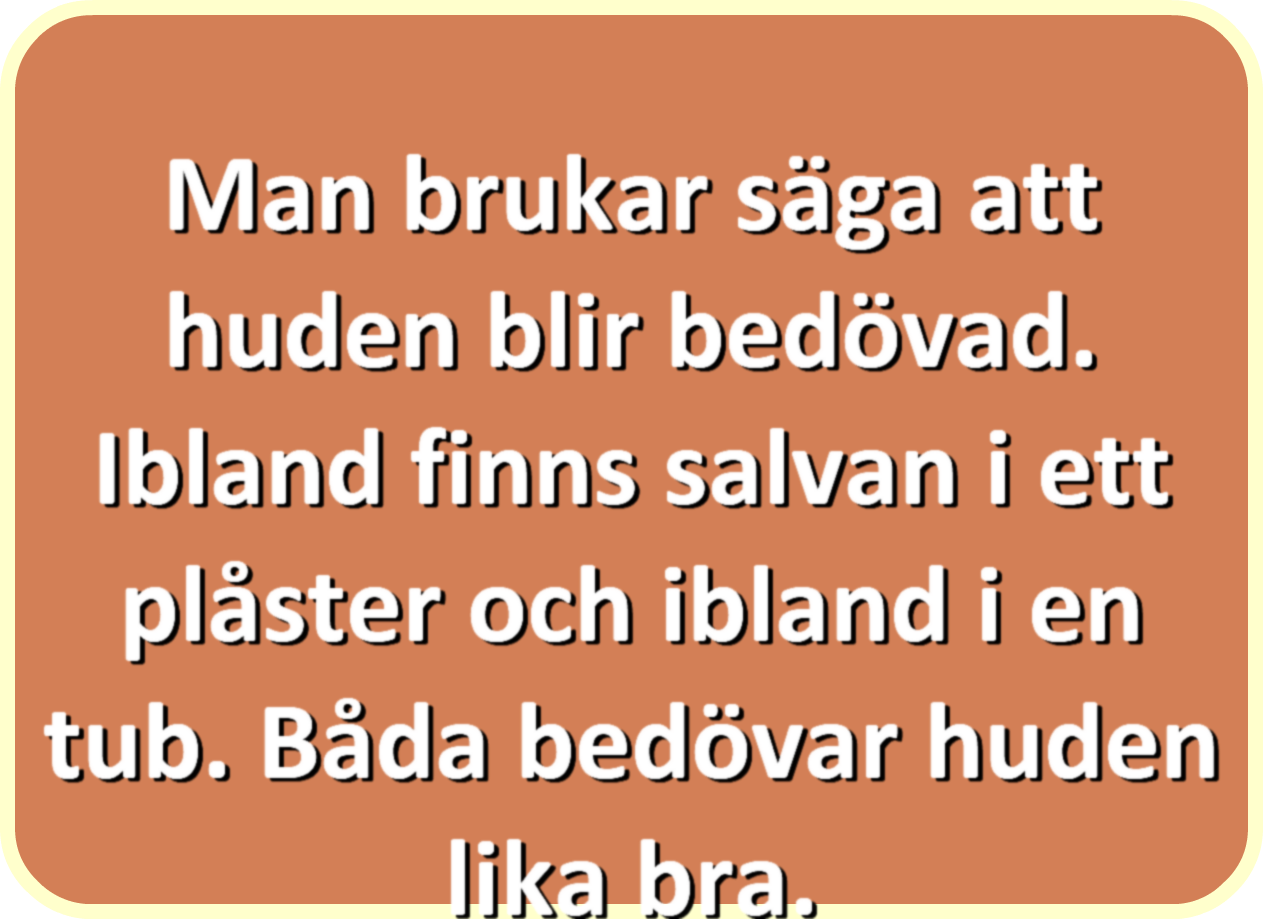 Man brukar säga att
huden blir bedövad.
Ibland finns salvan i ett
plåster och ibland i en
tub. Båda bedövar huden
lika bra.